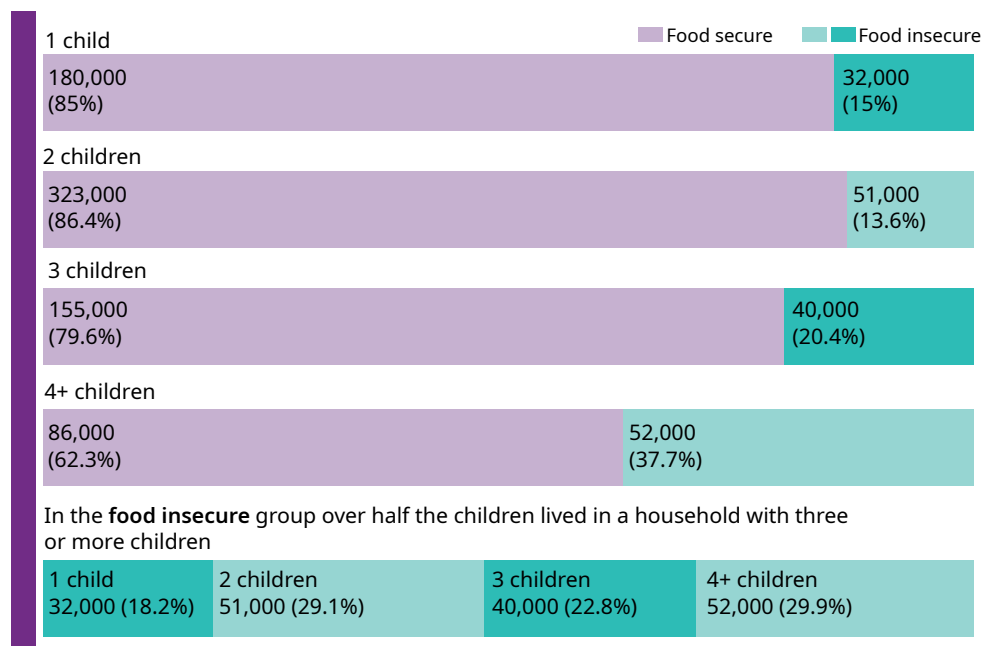 1 child
Food secure
Food insecure
180,000
(85%)
32,000
(15%)
2 children
323,000
(86.4%)
51,000
(13.6%)
3 children
155,000
(79.6%)
40,000
(20.4%)
4+ children
86,000
(62.3%)
52,000
(37.7%)
In the food insecure group over half the children lived in a household with three
or more children
1 child
32,000 (18.2%)
2 children
51,000 (29.1%)
3 children
40,000 (22.8%)
4+ children
52,000 (29.9%)